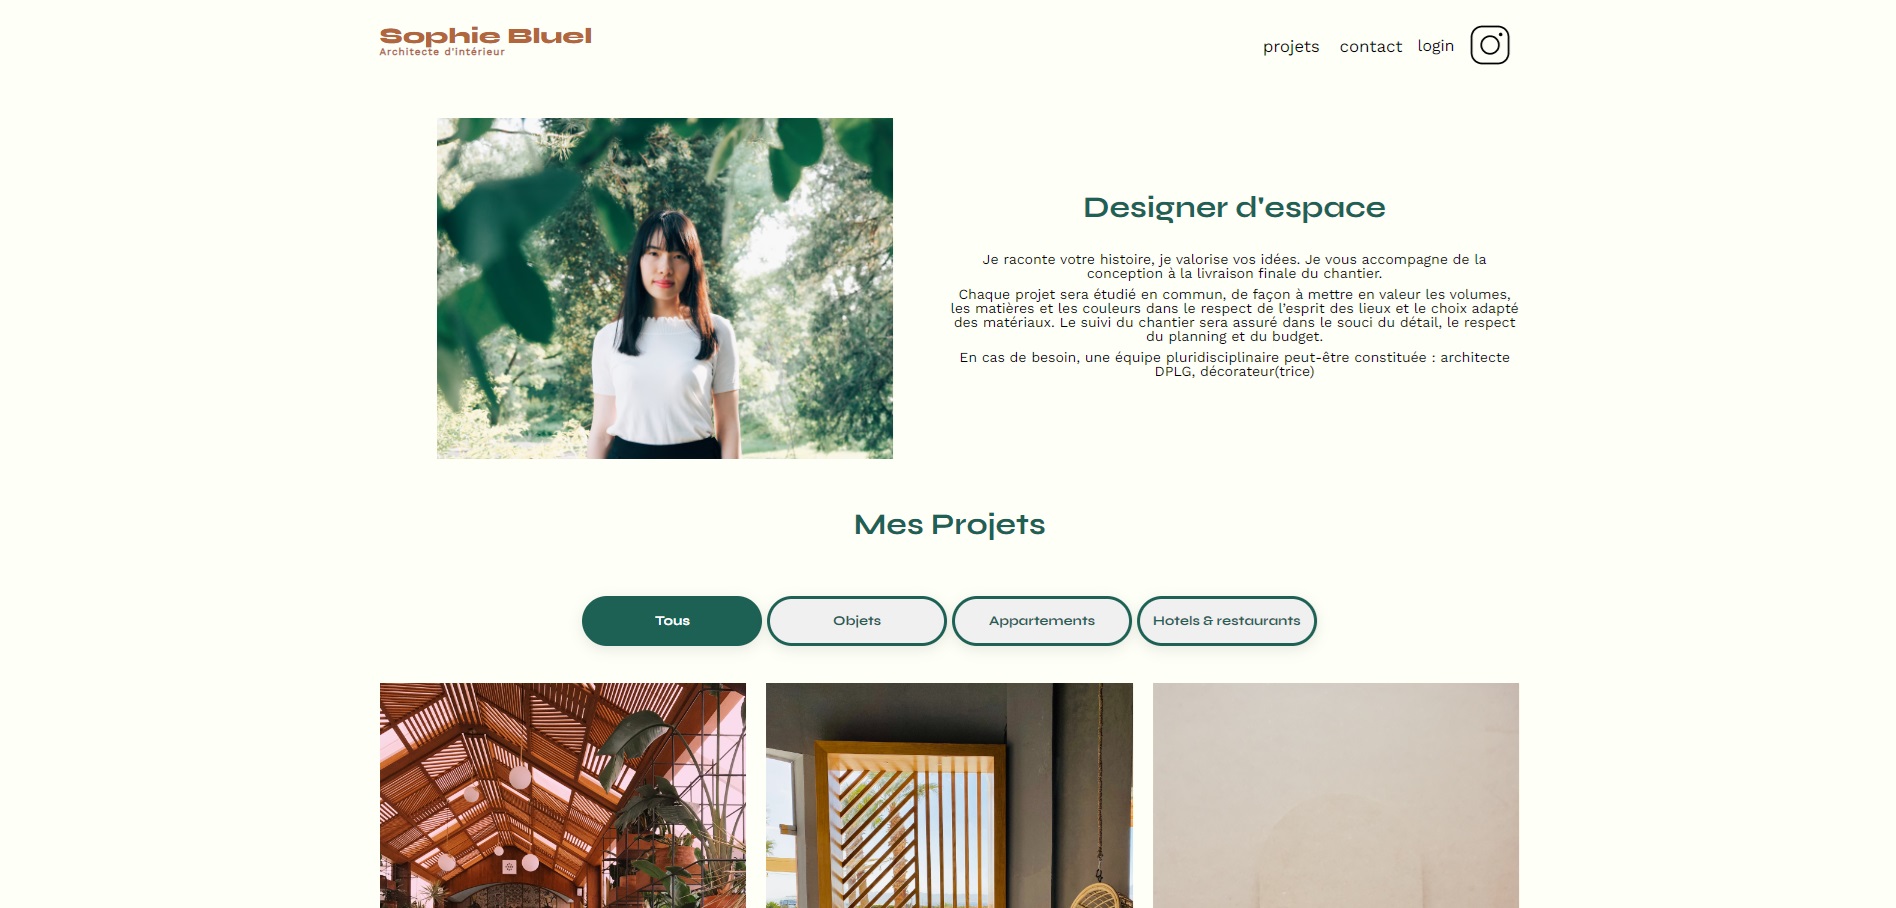 Sophie Bluel
Architecte d'intérieur
projets contact login
Designer d'espace
Je raconte votre histoire, je valorise vos idées. Je vous accompagne de la
conception à la livraison finale du chantier.
Chaque projet sera étudié en commun, de façon à mettre en valeur les volumes,
les matières et les couleurs dans le respect de l'esprit des lieux et le choix adapté
des matériaux. Le suivi du chantier sera assuré dans le souci du détail, le respect
du planning et du budget.
En cas de besoin, une équipe pluridisciplinaire peut-être constituée : architecte
DPLG, décorateur(trice)
Mes Projets
Tous Objets Appartements Hotels & restaurants